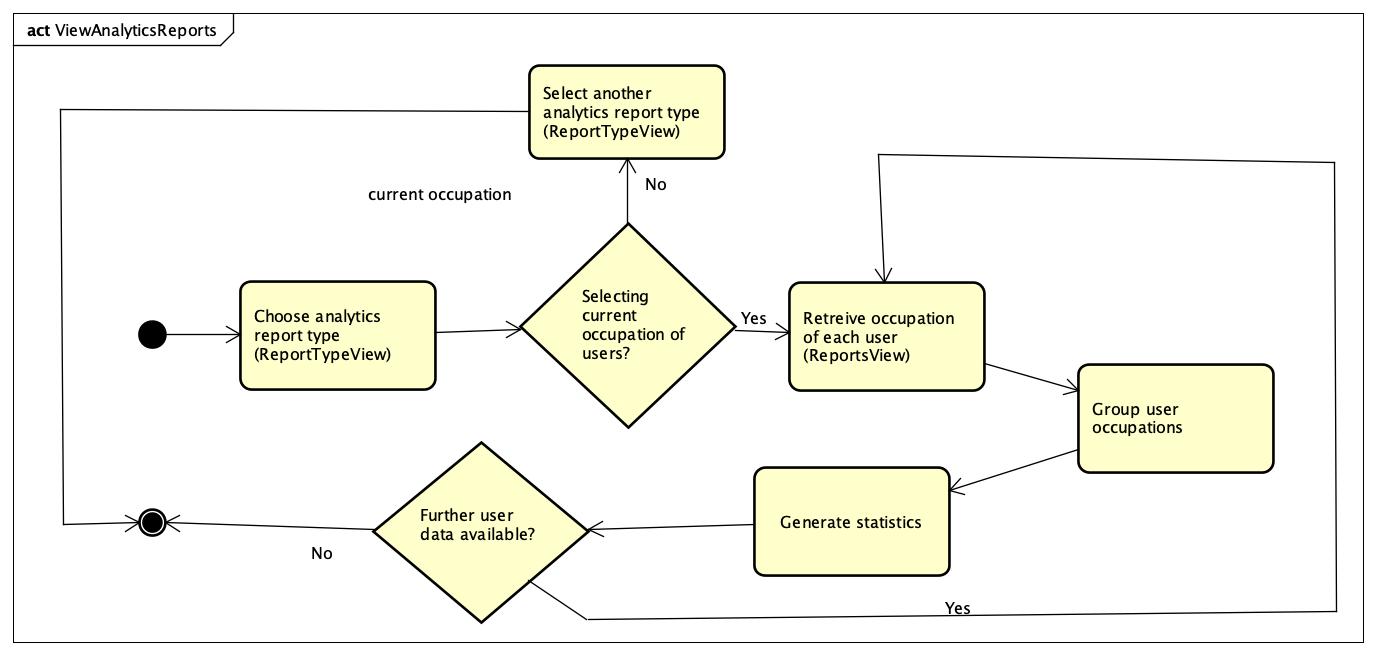 act ViewAnalyticsReports
Select another
analytics report type
(ReportTypeView)
No
current occupation
Choose analytics
report type
(ReportTypeView)
Selecting
current
occupation of
users?
Yes
Retreive occupation
of each user
(ReportsView)
Group user
occupations
Generate statistics
Further user
data available?
No
Yes